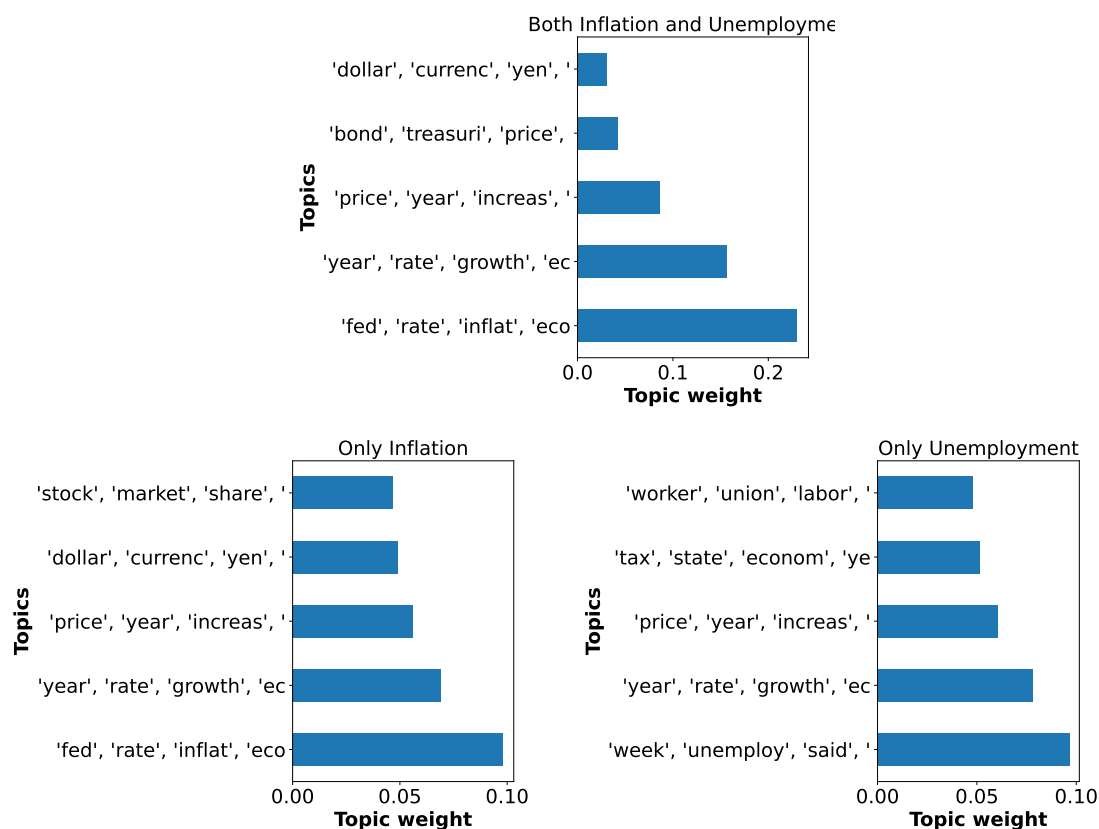 Both Inflation and Unemployme
'dollar', 'currenc', 'yen', '
'bond', 'treasuri', 'price',
'price', 'year', 'increas', '
'year', 'rate', 'growth', 'ec
'fed', 'rate', 'inflat', 'eco
Topics
0.0 0.1 0.2
Topic weight
Only Inflation
'stock', 'market', 'share', '
'dollar', 'currenc', 'yen', '
'price', 'year', 'increas', '
'year', 'rate', 'growth', 'ec
'fed', 'rate', 'inflat', 'eco
Topics
0.00 0.05 0.10
Topic weight
Only Unemployment
'worker', 'union', 'labor', '
'tax', 'state', 'econom', 'ye
'price', 'year', 'increas', '
'year', 'rate', 'growth', 'ec
'week', 'unemploy', 'said', '
Topics
0.00 0.05 0.10
Topic weight